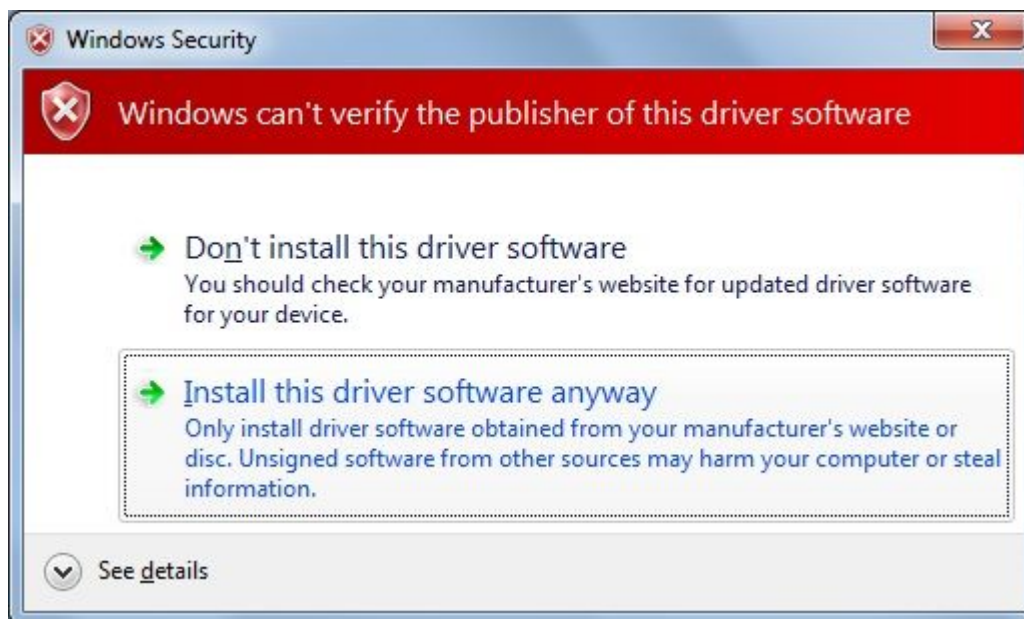 Windows Security
Windows can't verify the publisher of this driver software
Don't install this driver software
You should check your manufacturer's website for updated driver software
for your device.
Install this driver software anyway
Only install driver software obtained from your manufacturer's website or
disc. Unsigned software from other sources may harm your computer or steal
information.
See details